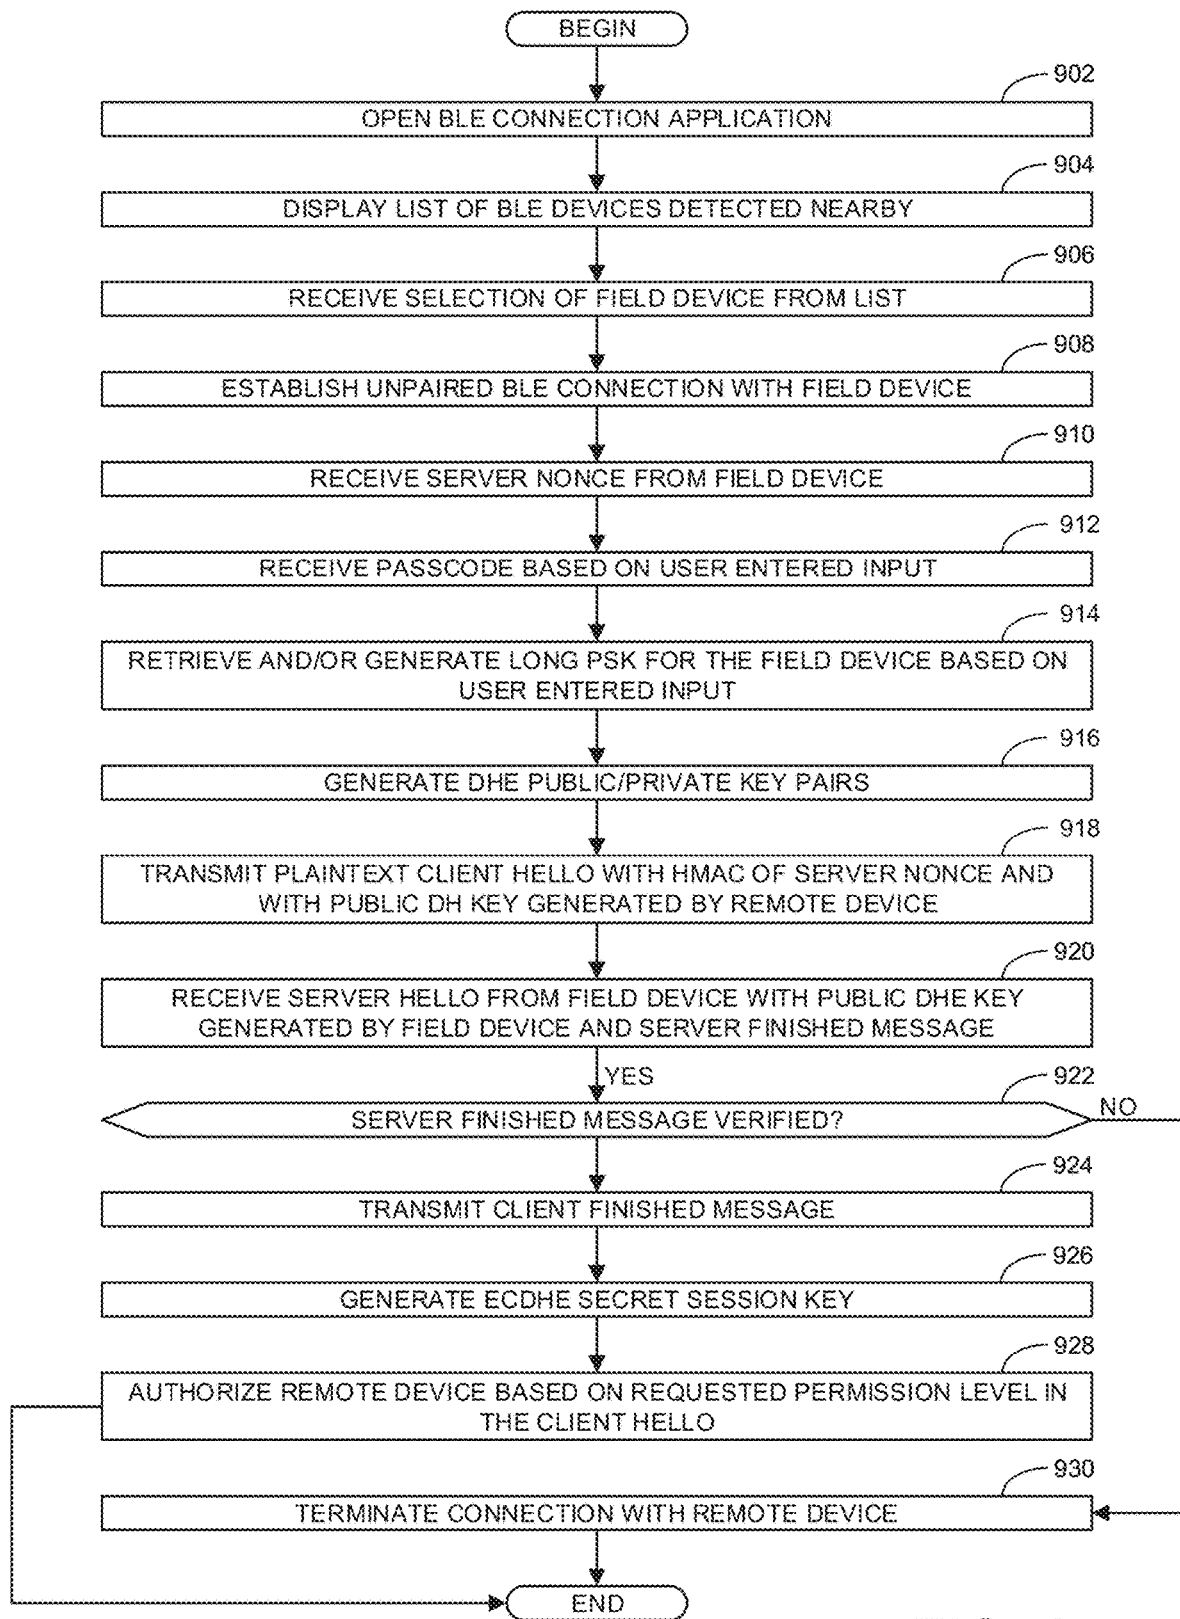 BEGIN
902
OPEN BLE CONNECTION APPLICATION
904
DISPLAY LIST OF BLE DEVICES DETECTED NEARBY
906
RECEIVE SELECTION OF FIELD DEVICE FROM LIST
908
ESTABLISH UNPAIRED BLE CONNECTION WITH FIELD DEVICE
910
RECEIVE SERVER NONCE FROM FIELD DEVICE
912
RECEIVE PASSCODE BASED ON USER ENTERED INPUT
914
RETRIEVE AND/OR GENERATE LONG PSK FOR THE FIELD DEVICE BASED ON
USER ENTERED INPUT
916
GENERATE DHE PUBLIC/PRIVATE KEY PAIRS
918
TRANSMIT PLAINTEXT CLIENT HELLO WITH HMAC OF SERVER NONCE AND
WITH PUBLIC DH KEY GENERATED BY REMOTE DEVICE
920
RECEIVE SERVER HELLO FROM FIELD DEVICE WITH PUBLIC DHE KEY
GENERATED BY FIELD DEVICE AND SERVER FINISHED MESSAGE
YES
922
SERVER FINISHED MESSAGE VERIFIED?
NO
924
TRANSMIT CLIENT FINISHED MESSAGE
926
GENERATE ECDHE SECRET SESSION KEY
928
AUTHORIZE REMOTE DEVICE BASED ON REQUESTED PERMISSION LEVEL IN
THE CLIENT HELLO
930
TERMINATE CONNECTION WITH REMOTE DEVICE
END